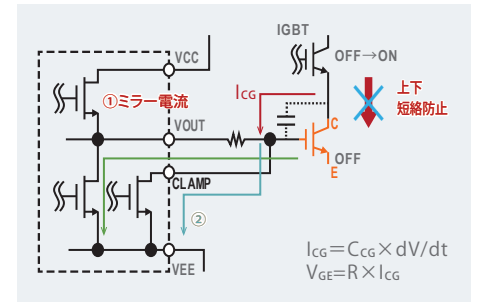 IGBT
VCC
OFF→ON
ICG
上下
①ミラー電流
短絡防止
VOUT
C
OFF
CLAMP
E
②
ICG=CCG×dV/dt
VEE
VGE=R×ICG